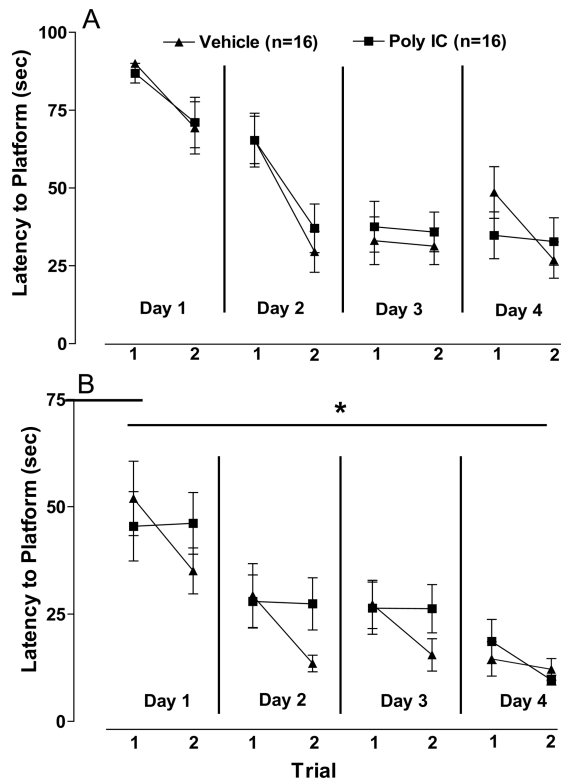 A
Vehicle (n=16) Poly IC (n=16)
Latency to Platform (sec)
100
75
50
25
0
Day 1 Day 2 Day 3 Day 4
1 2 1 2 1 2 1 2
B
Latency to Platform (sec)
75
50
25
0
*
Day 1 Day 2 Day 3 Day 4
1 2 1 2 1 2 1 2
Trial